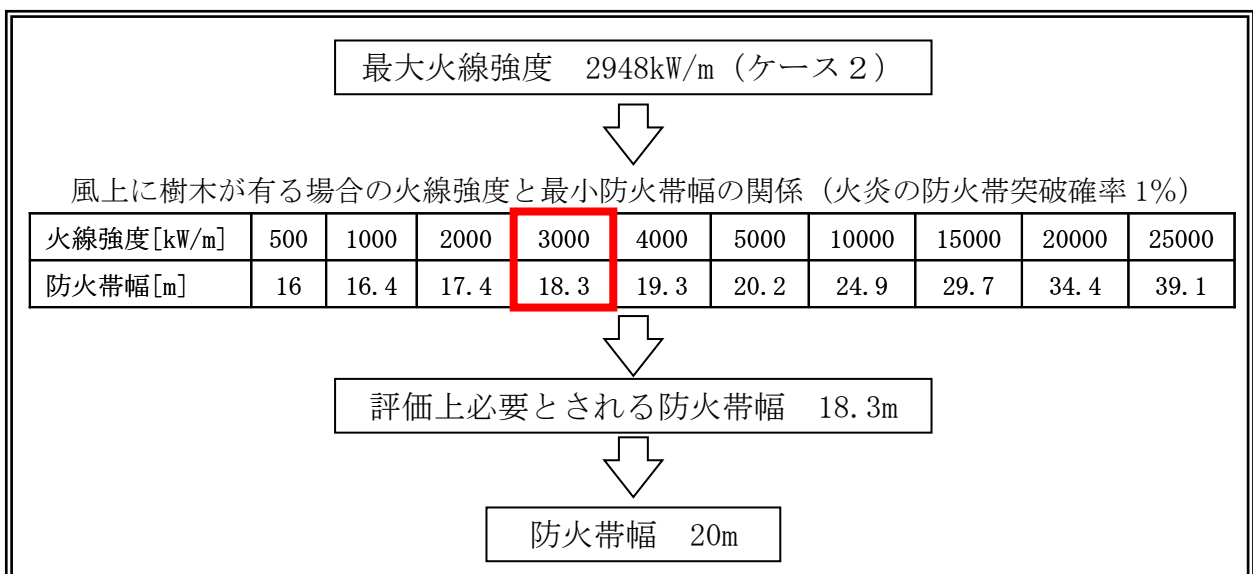 最大火線強度　2948kW/m（ケース２）
風上に樹木が有る場合の火線強度と最小防火帯幅の関係（火炎の防火帯突破確率 1％）
火線強度[kW/m] 500 1000 2000 3000 4000 5000 10000 15000 20000 25000
防火帯幅[m] 16 16.4 17.4 18.3 19.3 20.2 24.9 29.7 34.4 39.1
評価上必要とされる防火帯幅　18.3m
防火帯幅　20m